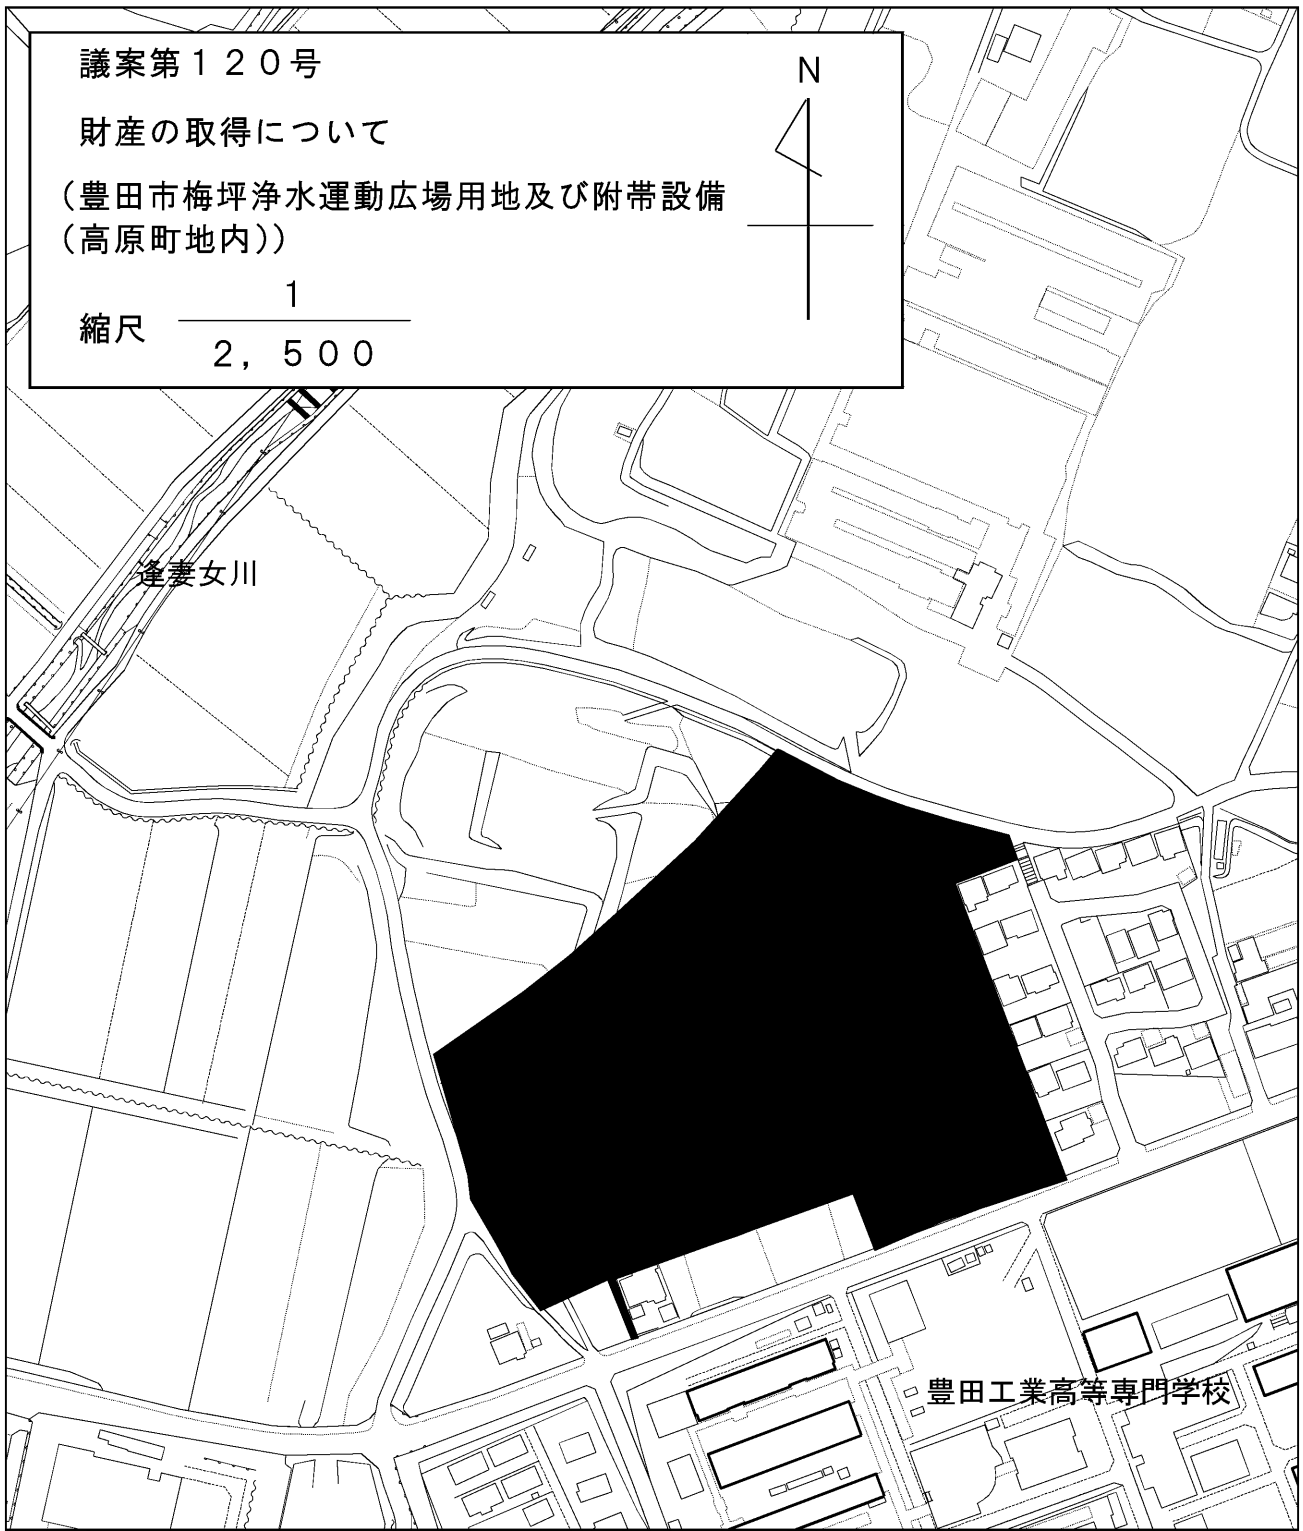 議案第１２０号
N
財産の取得について
（豊田市梅坪浄水運動広場用地及び附帯設備
（高原町地内））
縮尺 1
２，５００
逢妻女川
豊田工業高等専門学校